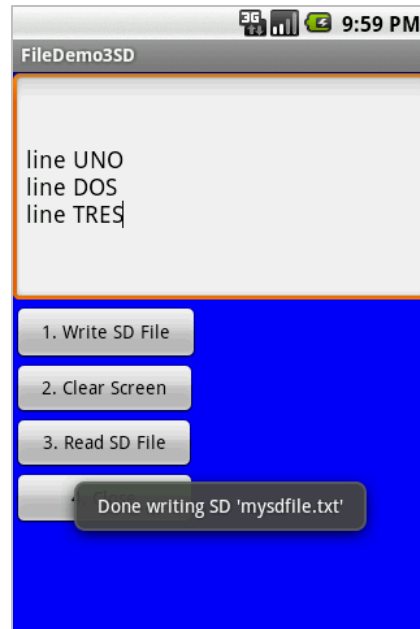 3G 9:59 PM
FileDemo3SD
line UNO
line DOS
line TRES
1. Write SD File
2. Clear Screen
3. Read SD File
Done writing SD 'mysdfile.txt'